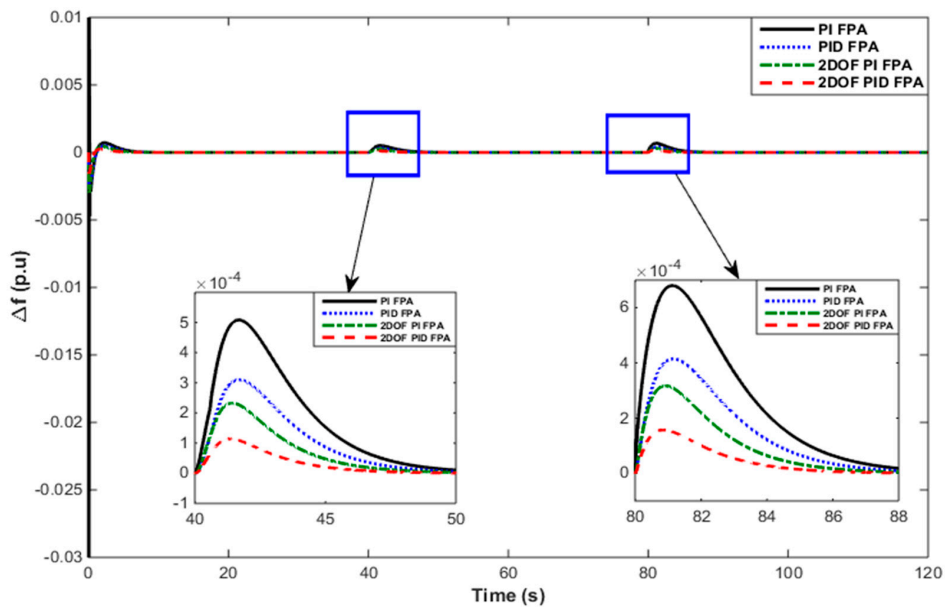 0.01
0.005
0
-0.005
-0.01
-0.015
-0.02
-0.025
-0.03
Δf (p.u)
PI FPA
PID FPA
2DOF PI FPA
2DOF PID FPA
× 10⁻⁴
5
4
3
2
1
0
-1
PI FPA
PID FPA
2DOF PI FPA
2DOF PID FPA
40 45 50
× 10⁻⁴
6
4
2
0
PI FPA
PID FPA
2DOF PI FPA
2DOF PID FPA
80 82 84 86 88
0 20 40 60 80 100 120
Time (s)